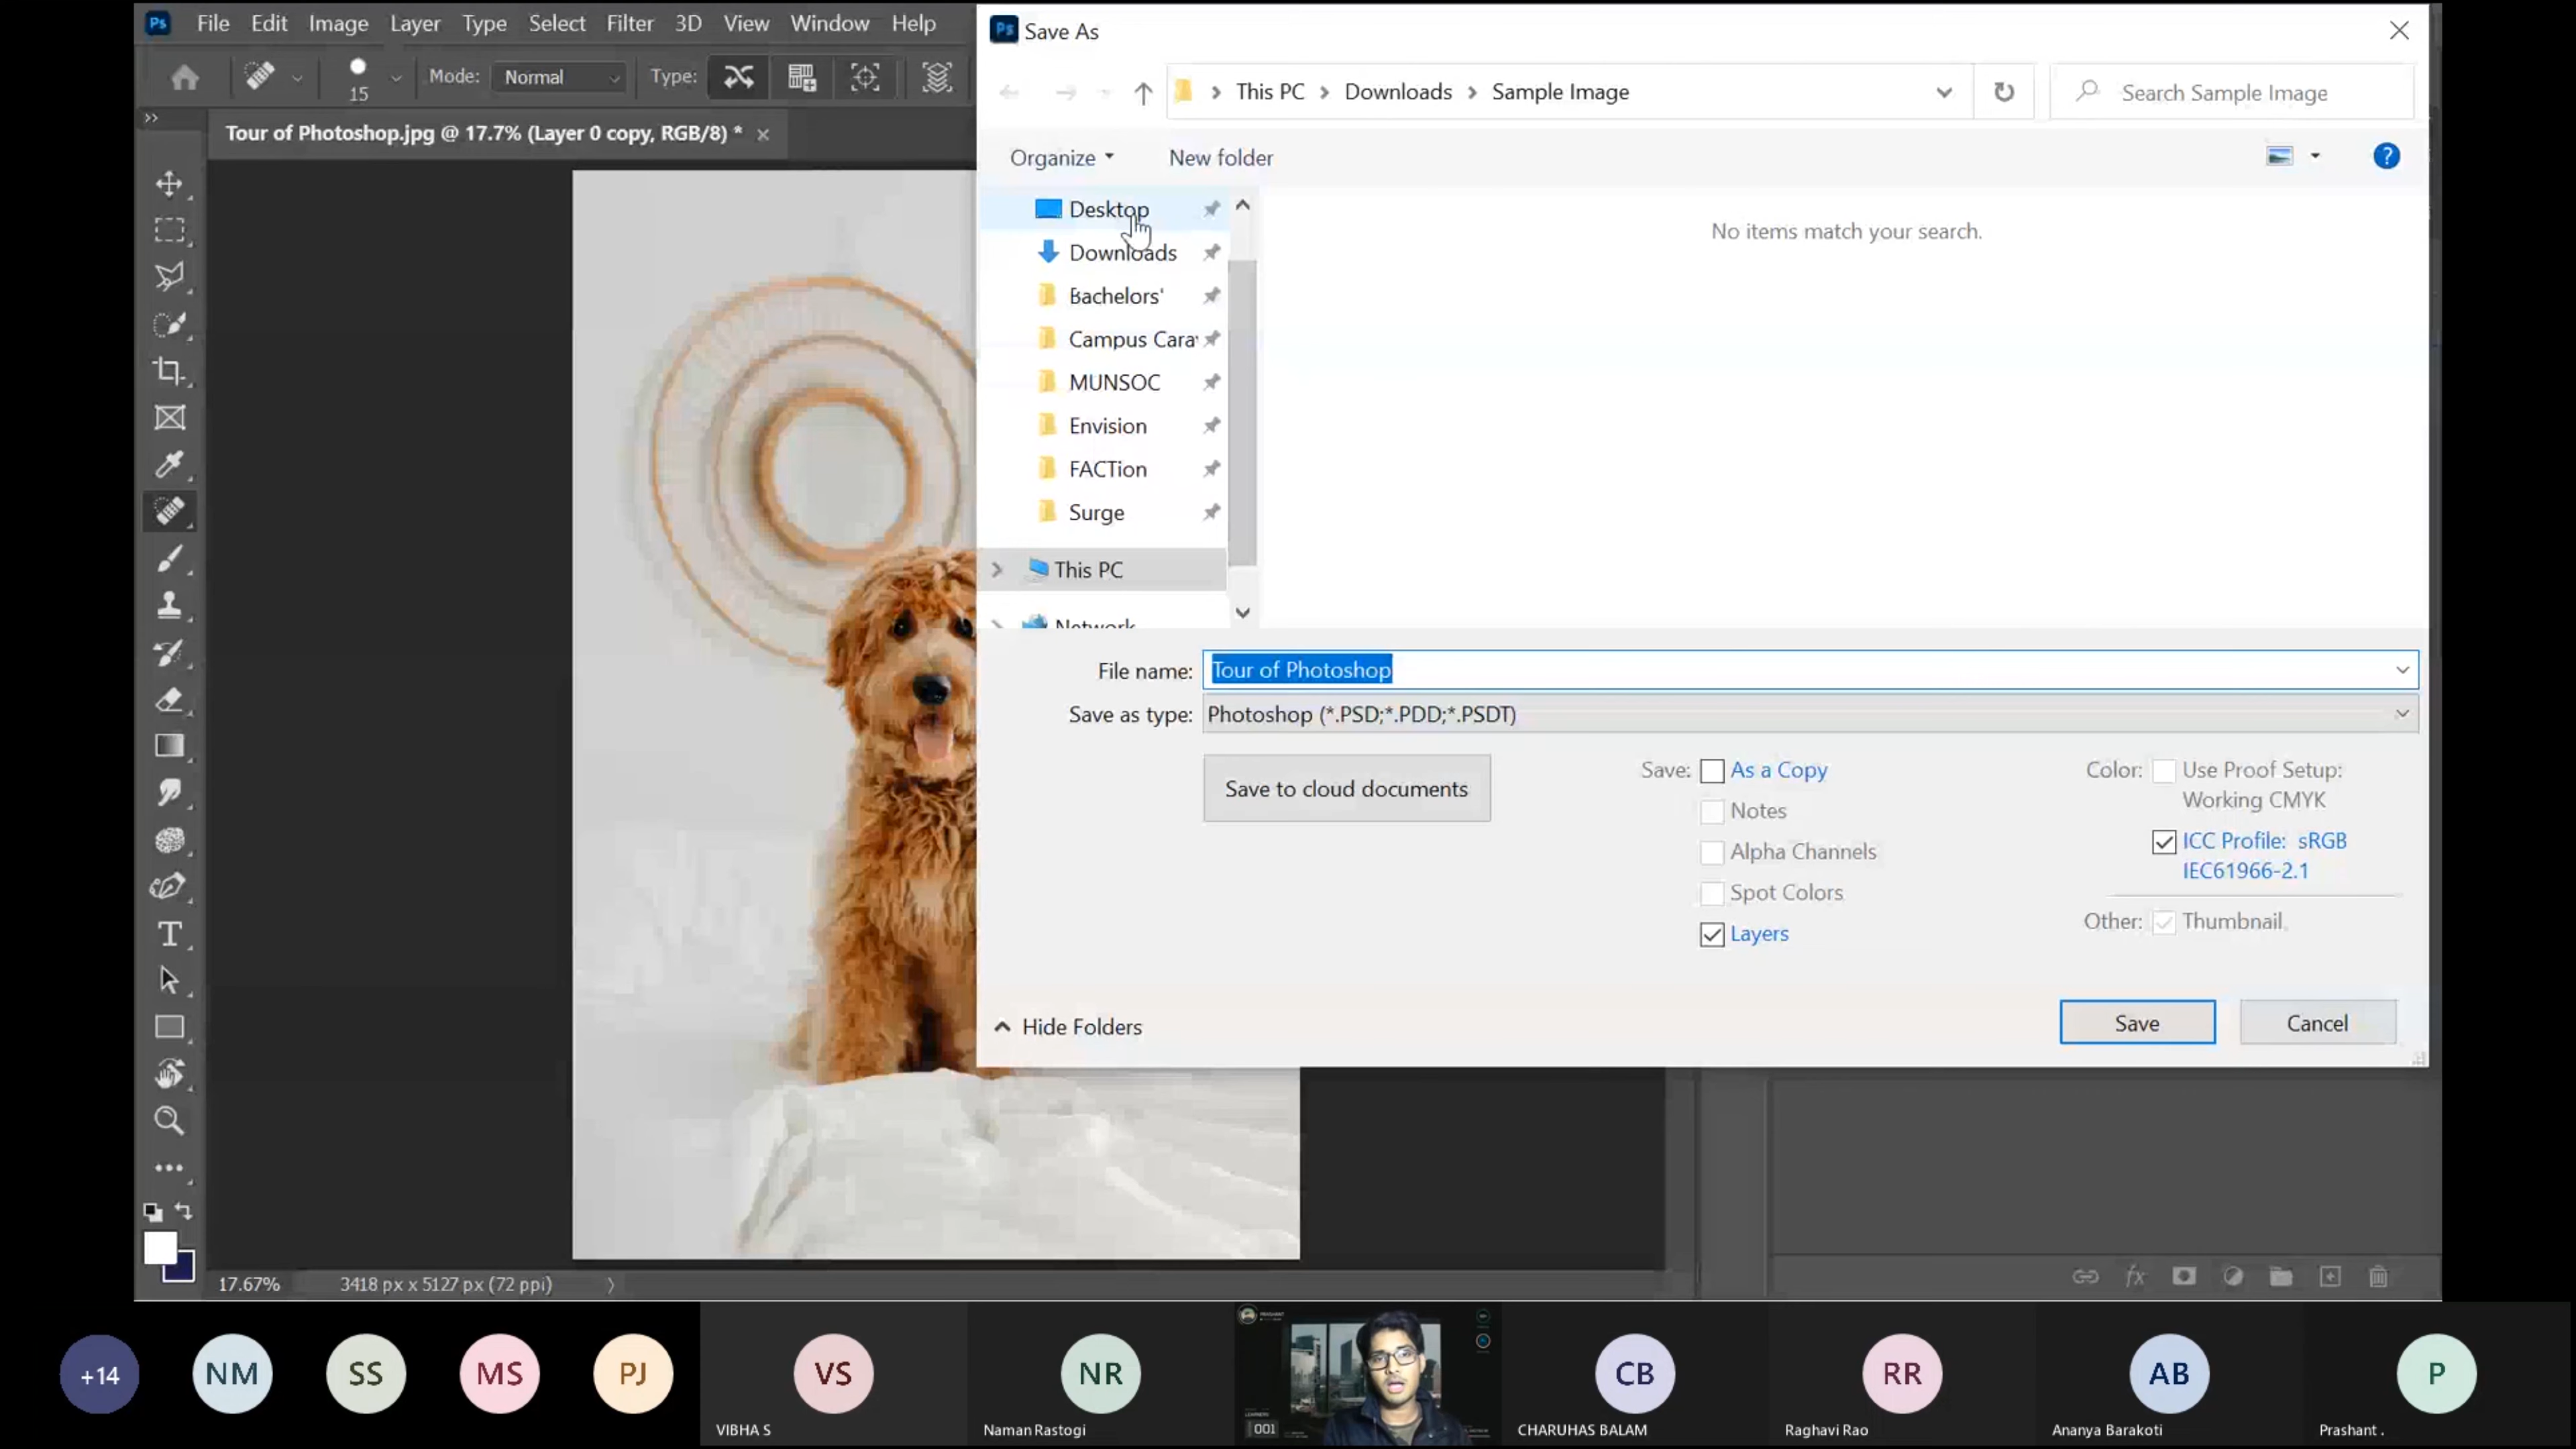 Ps File Edit Image Layer Type Select Filter 3D View Window Help
15 Mode: Normal Type:
Tour of Photoshop.jpg @ 17.7% (Layer 0 copy, RGB/8) *
T
17.67% 3418 px x 5127 px (72 ppi)
Ps Save As
This PC > Downloads > Sample Image
Search Sample Image
Organize New folder
?
Desktop
Downloads
Bachelors'
Campus Cara
MUNSOC
Envision
FACTion
Surge
This PC
Network
No items match your search.
File name: Tour of Photoshop
Save as type: Photoshop (*.PSD;*.PDD;*.PSDT)
Save to cloud documents
Save: As a Copy
Notes
Alpha Channels
Spot Colors
Layers
Color: Use Proof Setup:
Working CMYK
ICC Profile: sRGB
IEC61966-2.1
Other: Thumbnail
Hide Folders
Save Cancel
fx
+14 NM SS MS PJ VS NR CB RR AB P
PRASHANT
001
VIBHA S Naman Rastogi CHARUHAS BALAM Raghavi Rao Ananya Barakoti Prashant .